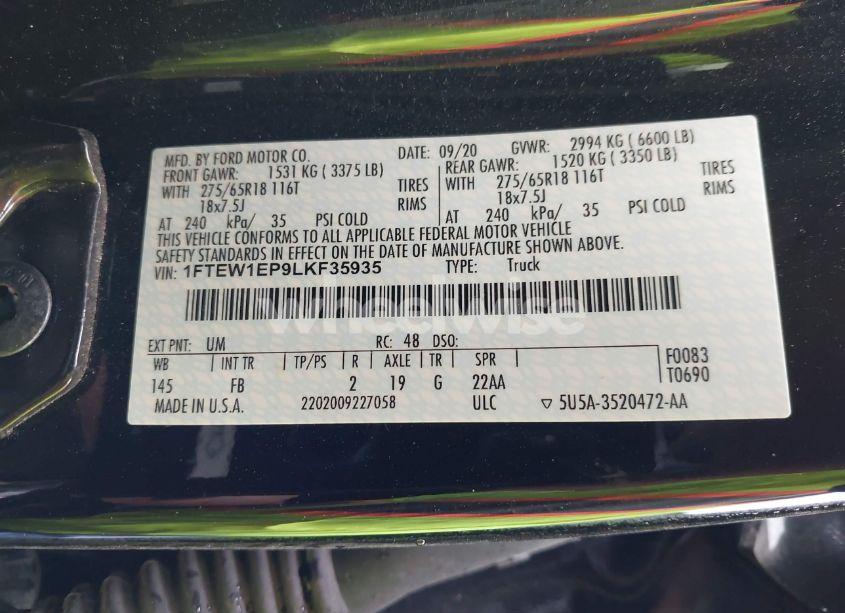 MFD. BY FORD MOTOR CO. DATE: 09/20 GVWR: 2994 KG ( 6600 LB)
FRONT GAWR: 1531 KG ( 3375 LB) REAR GAWR: 1520 KG ( 3350 LB)
WITH 275/65R18 116T TIRES WITH 275/65R18 116T TIRES
18x7.5J RIMS 18x7.5J RIMS
AT 240 kPa/ 35 PSI COLD AT 240 kPa/ 35 PSI COLD
THIS VEHICLE CONFORMS TO ALL APPLICABLE FEDERAL MOTOR VEHICLE
SAFETY STANDARDS IN EFFECT ON THE DATE OF MANUFACTURE SHOWN ABOVE.
VIN: 1FTEW1EP9LKF35935 TYPE: Truck
wheelwise
EXT PNT: UM RC: 48 DSO:
WB INT TR TP/PS R AXLE TR SPR F0083
145 FB 2 19 G 22AA T0690
MADE IN U.S.A. 2202009227058 ULC ▽ 5U5A-3520472-AA